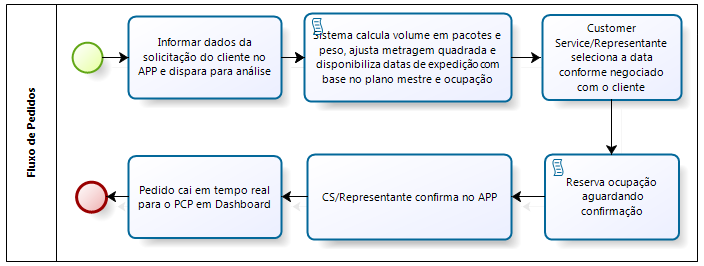 Fluxo de Pedidos
Informar dados da
solicitação do cliente no
APP e dispara para análise
Sistema calcula volume em pacotes e
peso, ajusta metragem quadrada e
disponibiliza datas de expedição com
base no plano mestre e ocupação
Customer
Service/Representante
seleciona a data
conforme negociado
com o cliente
Reserva ocupação
aguardando
confirmação
CS/Representante confirma no APP
Pedido cai em tempo real
para o PCP em Dashboard